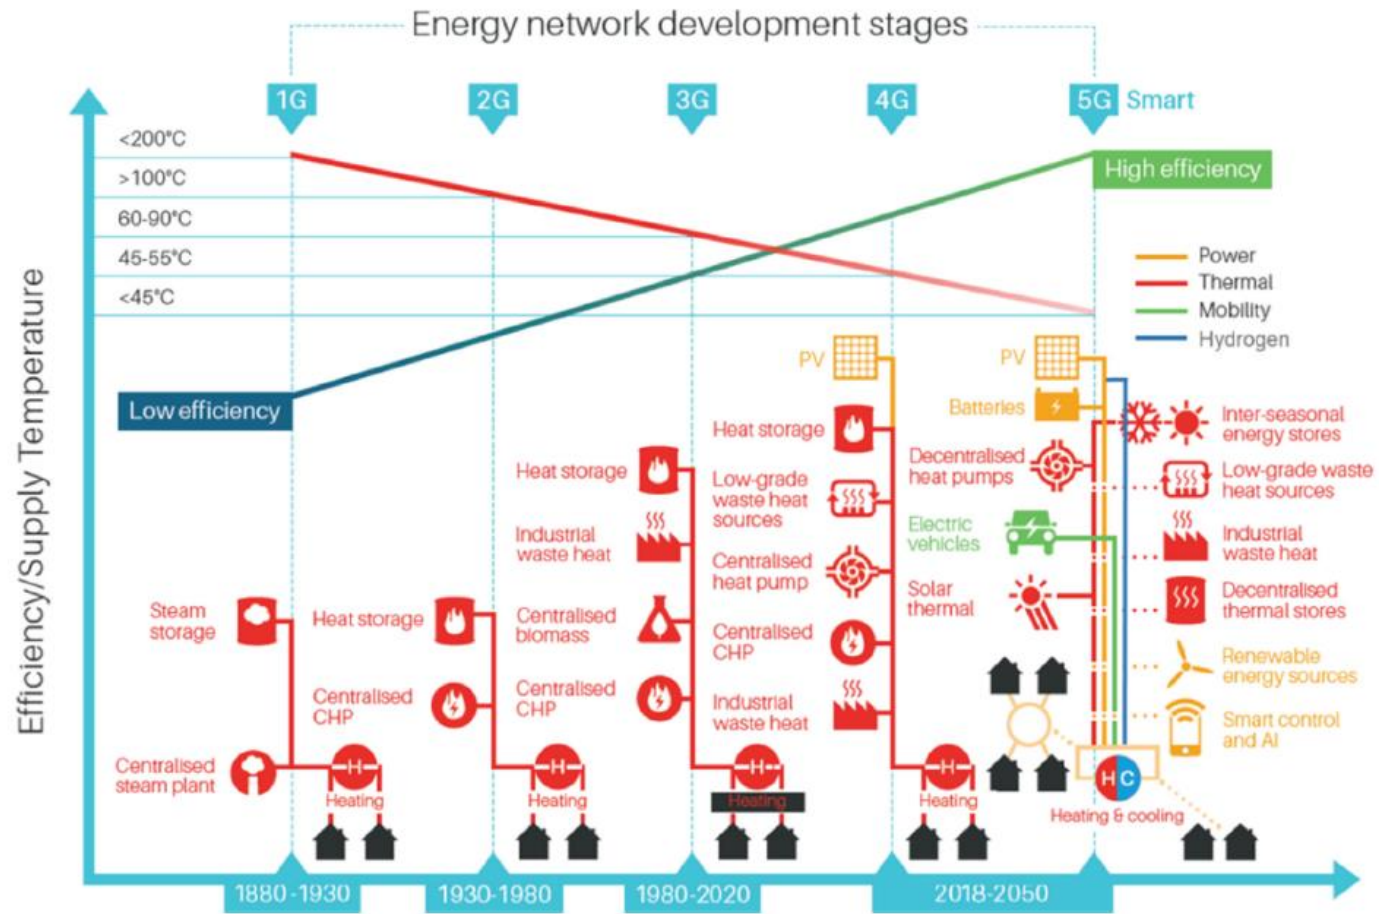 Energy network development stages
1G
2G
3G
4G
5G Smart
<200°C
>100°C
60-90°C
45-55°C
<45°C
Efficiency/Supply Temperature
High efficiency
Low efficiency
Power
Thermal
Mobility
Hydrogen
Steam
storage
Centralised
steam plant
Heating
H
Heat storage
Centralised
CHP
Heating
H
Heat storage
Industrial
waste heat
Centralised
biomass
Centralised
CHP
Heating
H
PV
Heat storage
Low-grade
waste heat
sources
Centralised
heat pump
Centralised
CHP
Industrial
waste heat
Heating
H
PV
Batteries
Decentralised
heat pumps
Electric
vehicles
Solar
thermal
Inter-seasonal
energy stores
Low-grade waste
heat sources
Industrial
waste heat
Decentralised
thermal stores
Renewable
energy sources
Smart control
and AI
H C
Heating & cooling
1880-1930
1930-1980
1980-2020
2018-2050